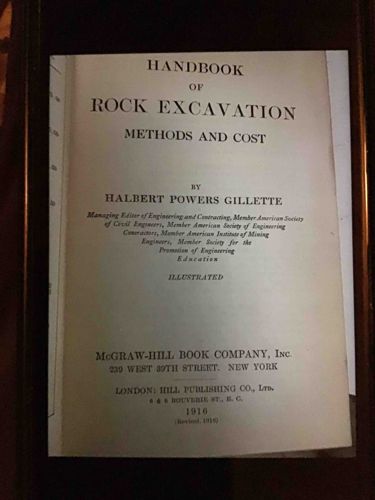 HANDBOOK
OF
ROCK EXCAVATION
METHODS AND COST
BY
HALBERT POWERS GILLETTE
Managing Editor of Engineering and Contracting, Member American Society
of Civil Engineers, Member American Society of Engineering
Contractors, Member American Institute of Mining
Engineers, Member Society for the
Promotion of Engineering
Education
ILLUSTRATED
MCGRAW-HILL BOOK COMPANY, INC.
239 WEST 39TH STREET. NEW YORK
LONDON: HILL PUBLISHING CO., LTD.
6 & 8 BOUVERIE ST., E. C.
1916
(Revised, 1916)